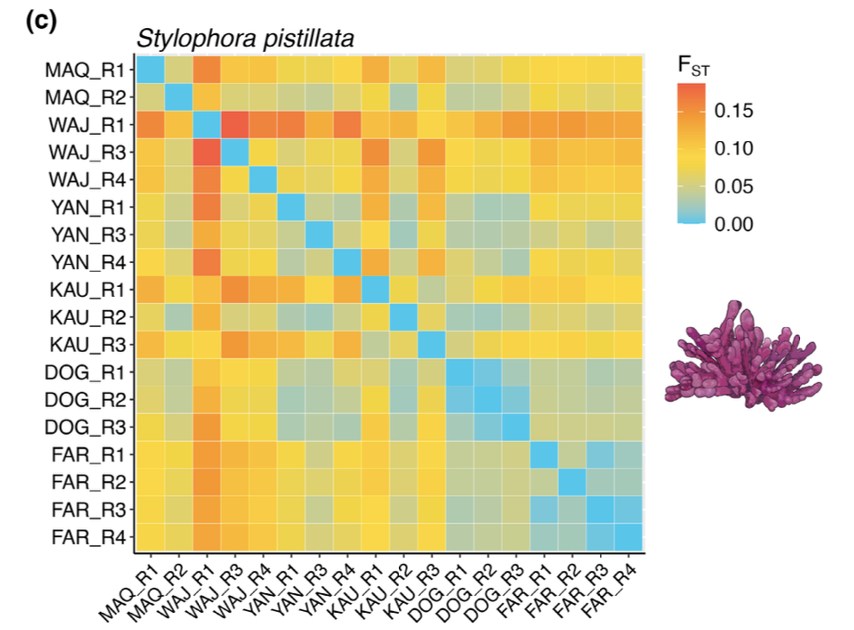 (c)
Stylophora pistillata
MAQ_R1
MAQ_R2
WAJ_R1
WAJ_R3
WAJ_R4
YAN_R1
YAN_R3
YAN_R4
KAU_R1
KAU_R2
KAU_R3
DOG_R1
DOG_R2
DOG_R3
FAR_R1
FAR_R2
FAR_R3
FAR_R4
MAQ_R1
MAQ_R2
WAJ_R1
WAJ_R3
WAJ_R4
YAN_R1
YAN_R3
YAN_R4
KAU_R1
KAU_R2
KAU_R3
DOG_R1
DOG_R2
DOG_R3
FAR_R1
FAR_R2
FAR_R3
FAR_R4
FST
0.15
0.10
0.05
0.00